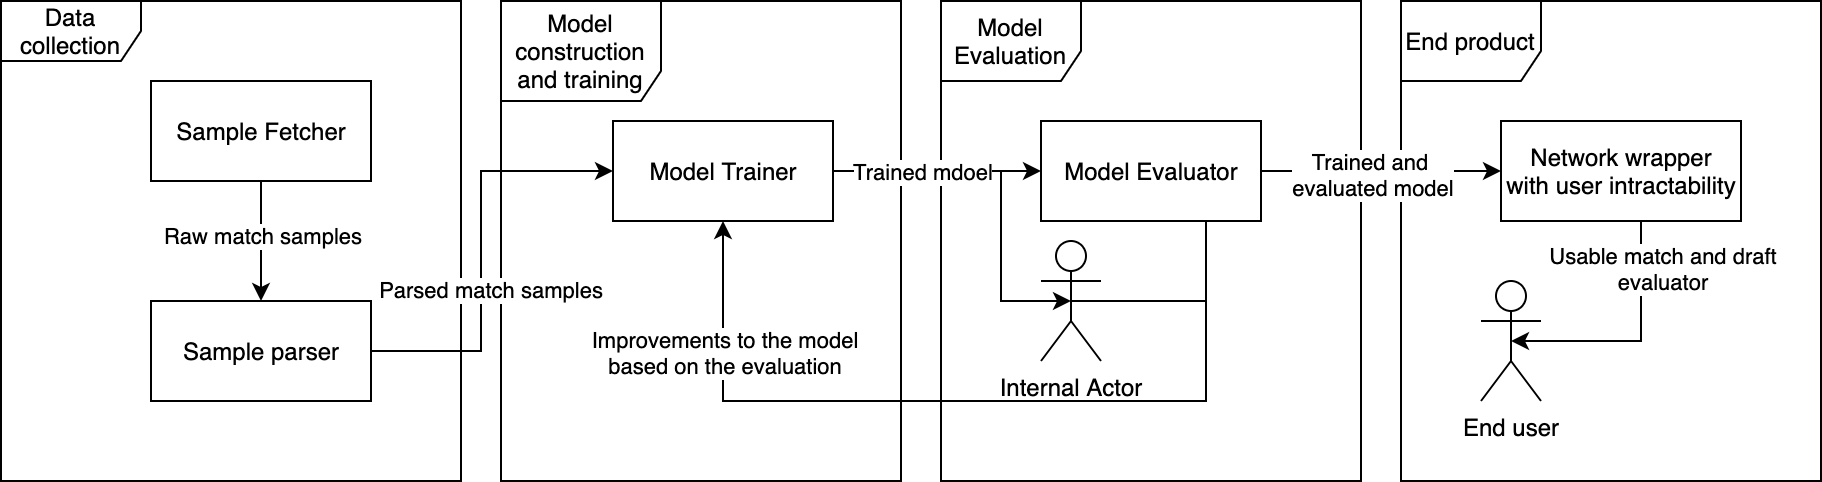 Data
collection
Sample Fetcher
Raw match samples
Sample parser
Parsed match samples
Model
construction
and training
Model Trainer
Trained mdoel
Improvements to the model
based on the evaluation
Model
Evaluation
Model Evaluator
Internal Actor
Trained and
evaluated model
End product
Network wrapper
with user intractability
Usable match and draft
evaluator
End user